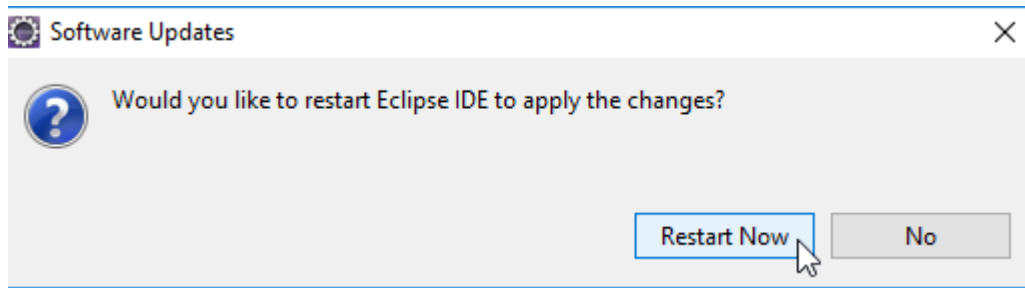 Software Updates
Would you like to restart Eclipse IDE to apply the changes?
Restart Now
No